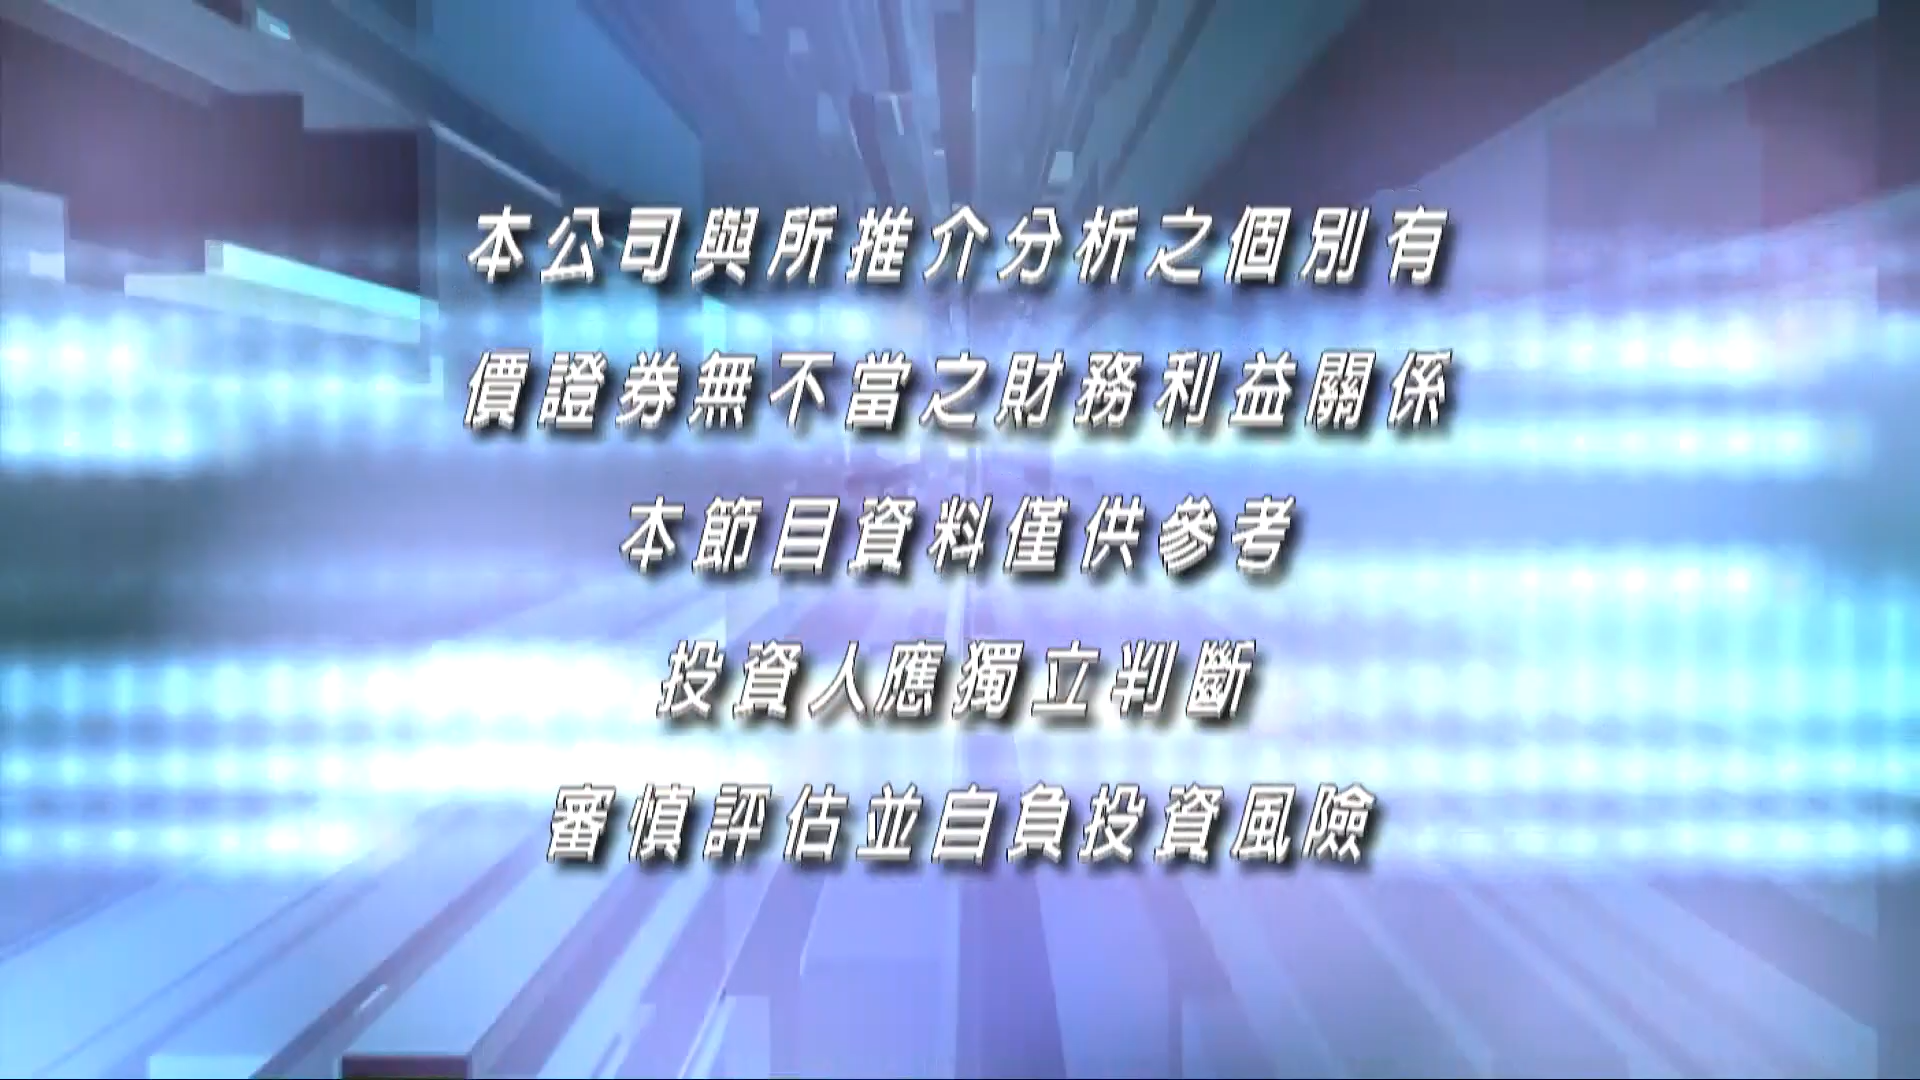 本公司與所推介分析之個別有
價證券無不當之財務利益關係
本節目資料僅供參考
投資人應獨立判斷
審慎評估並自負投資風險